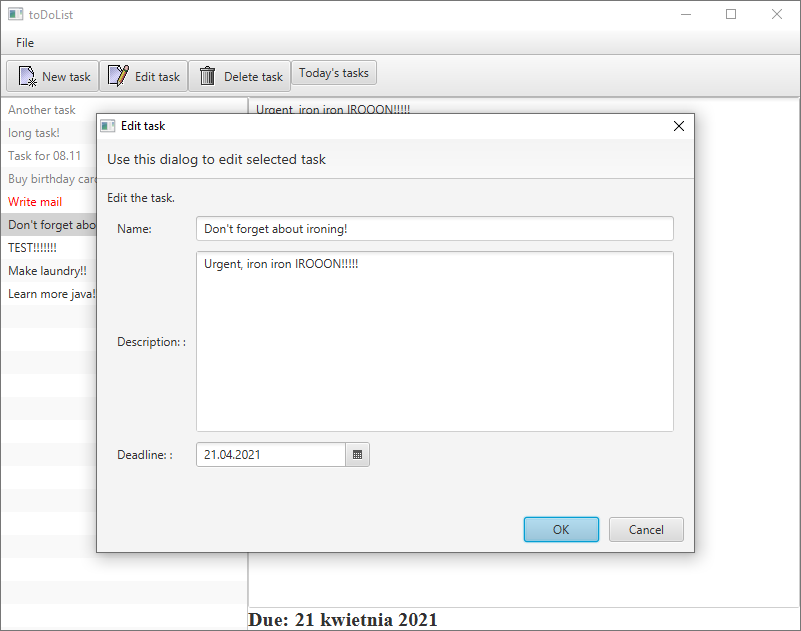 toDoList
File
New task Edit task Delete task Today's tasks
Another task
long task!
Task for 08.11
Buy birthday
Write mail
Don't forget
TEST!!!!!!!
Make laundry!!
Learn more java!
Urgent, iron iron IROOON!!!!!
Edit task
Use this dialog to edit selected task
Edit the task.
Name: Don't forget about ironing!
Description: : Urgent, iron iron IROOON!!!!!
Deadline: : 21.04.2021
OK Cancel
Due: 21 kwietnia 2021